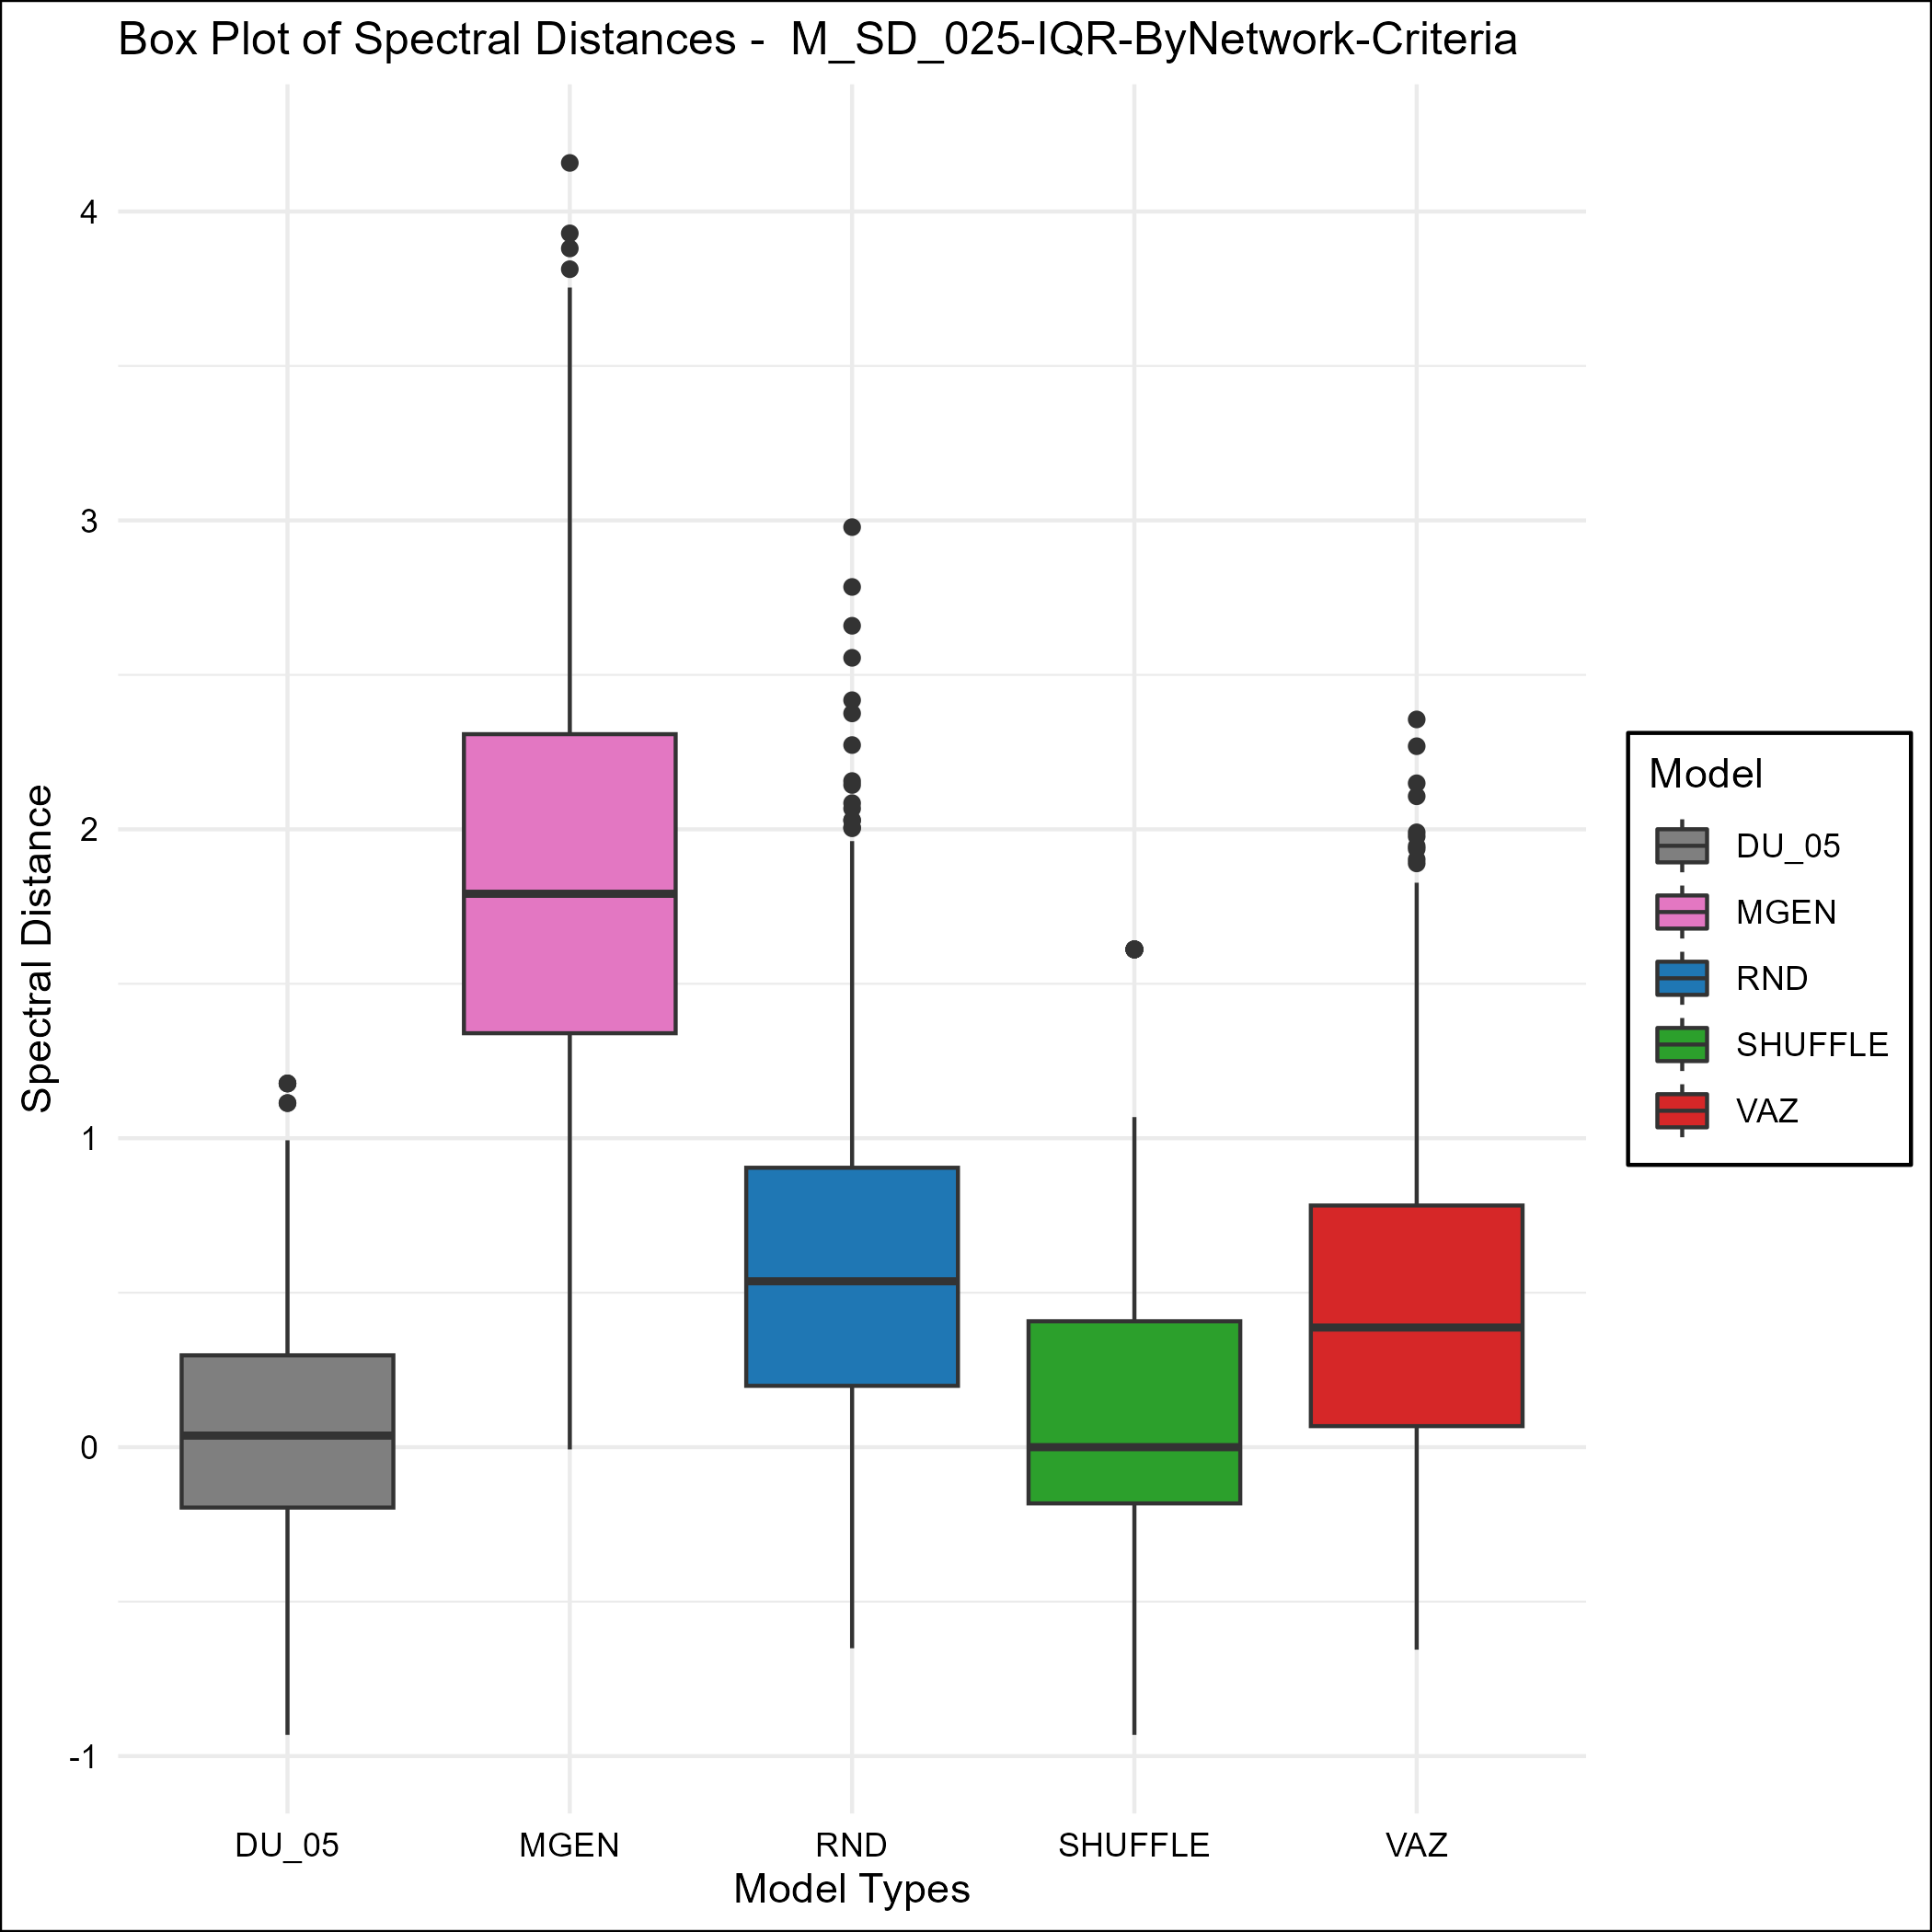 Box Plot of Spectral Distances -  M_SD_025-IQR-ByNetwork-Criteria
Spectral Distance
4
3
2
1
0
-1
DU_05
MGEN
RND
SHUFFLE
VAZ
Model Types
Model
DU_05
MGEN
RND
SHUFFLE
VAZ